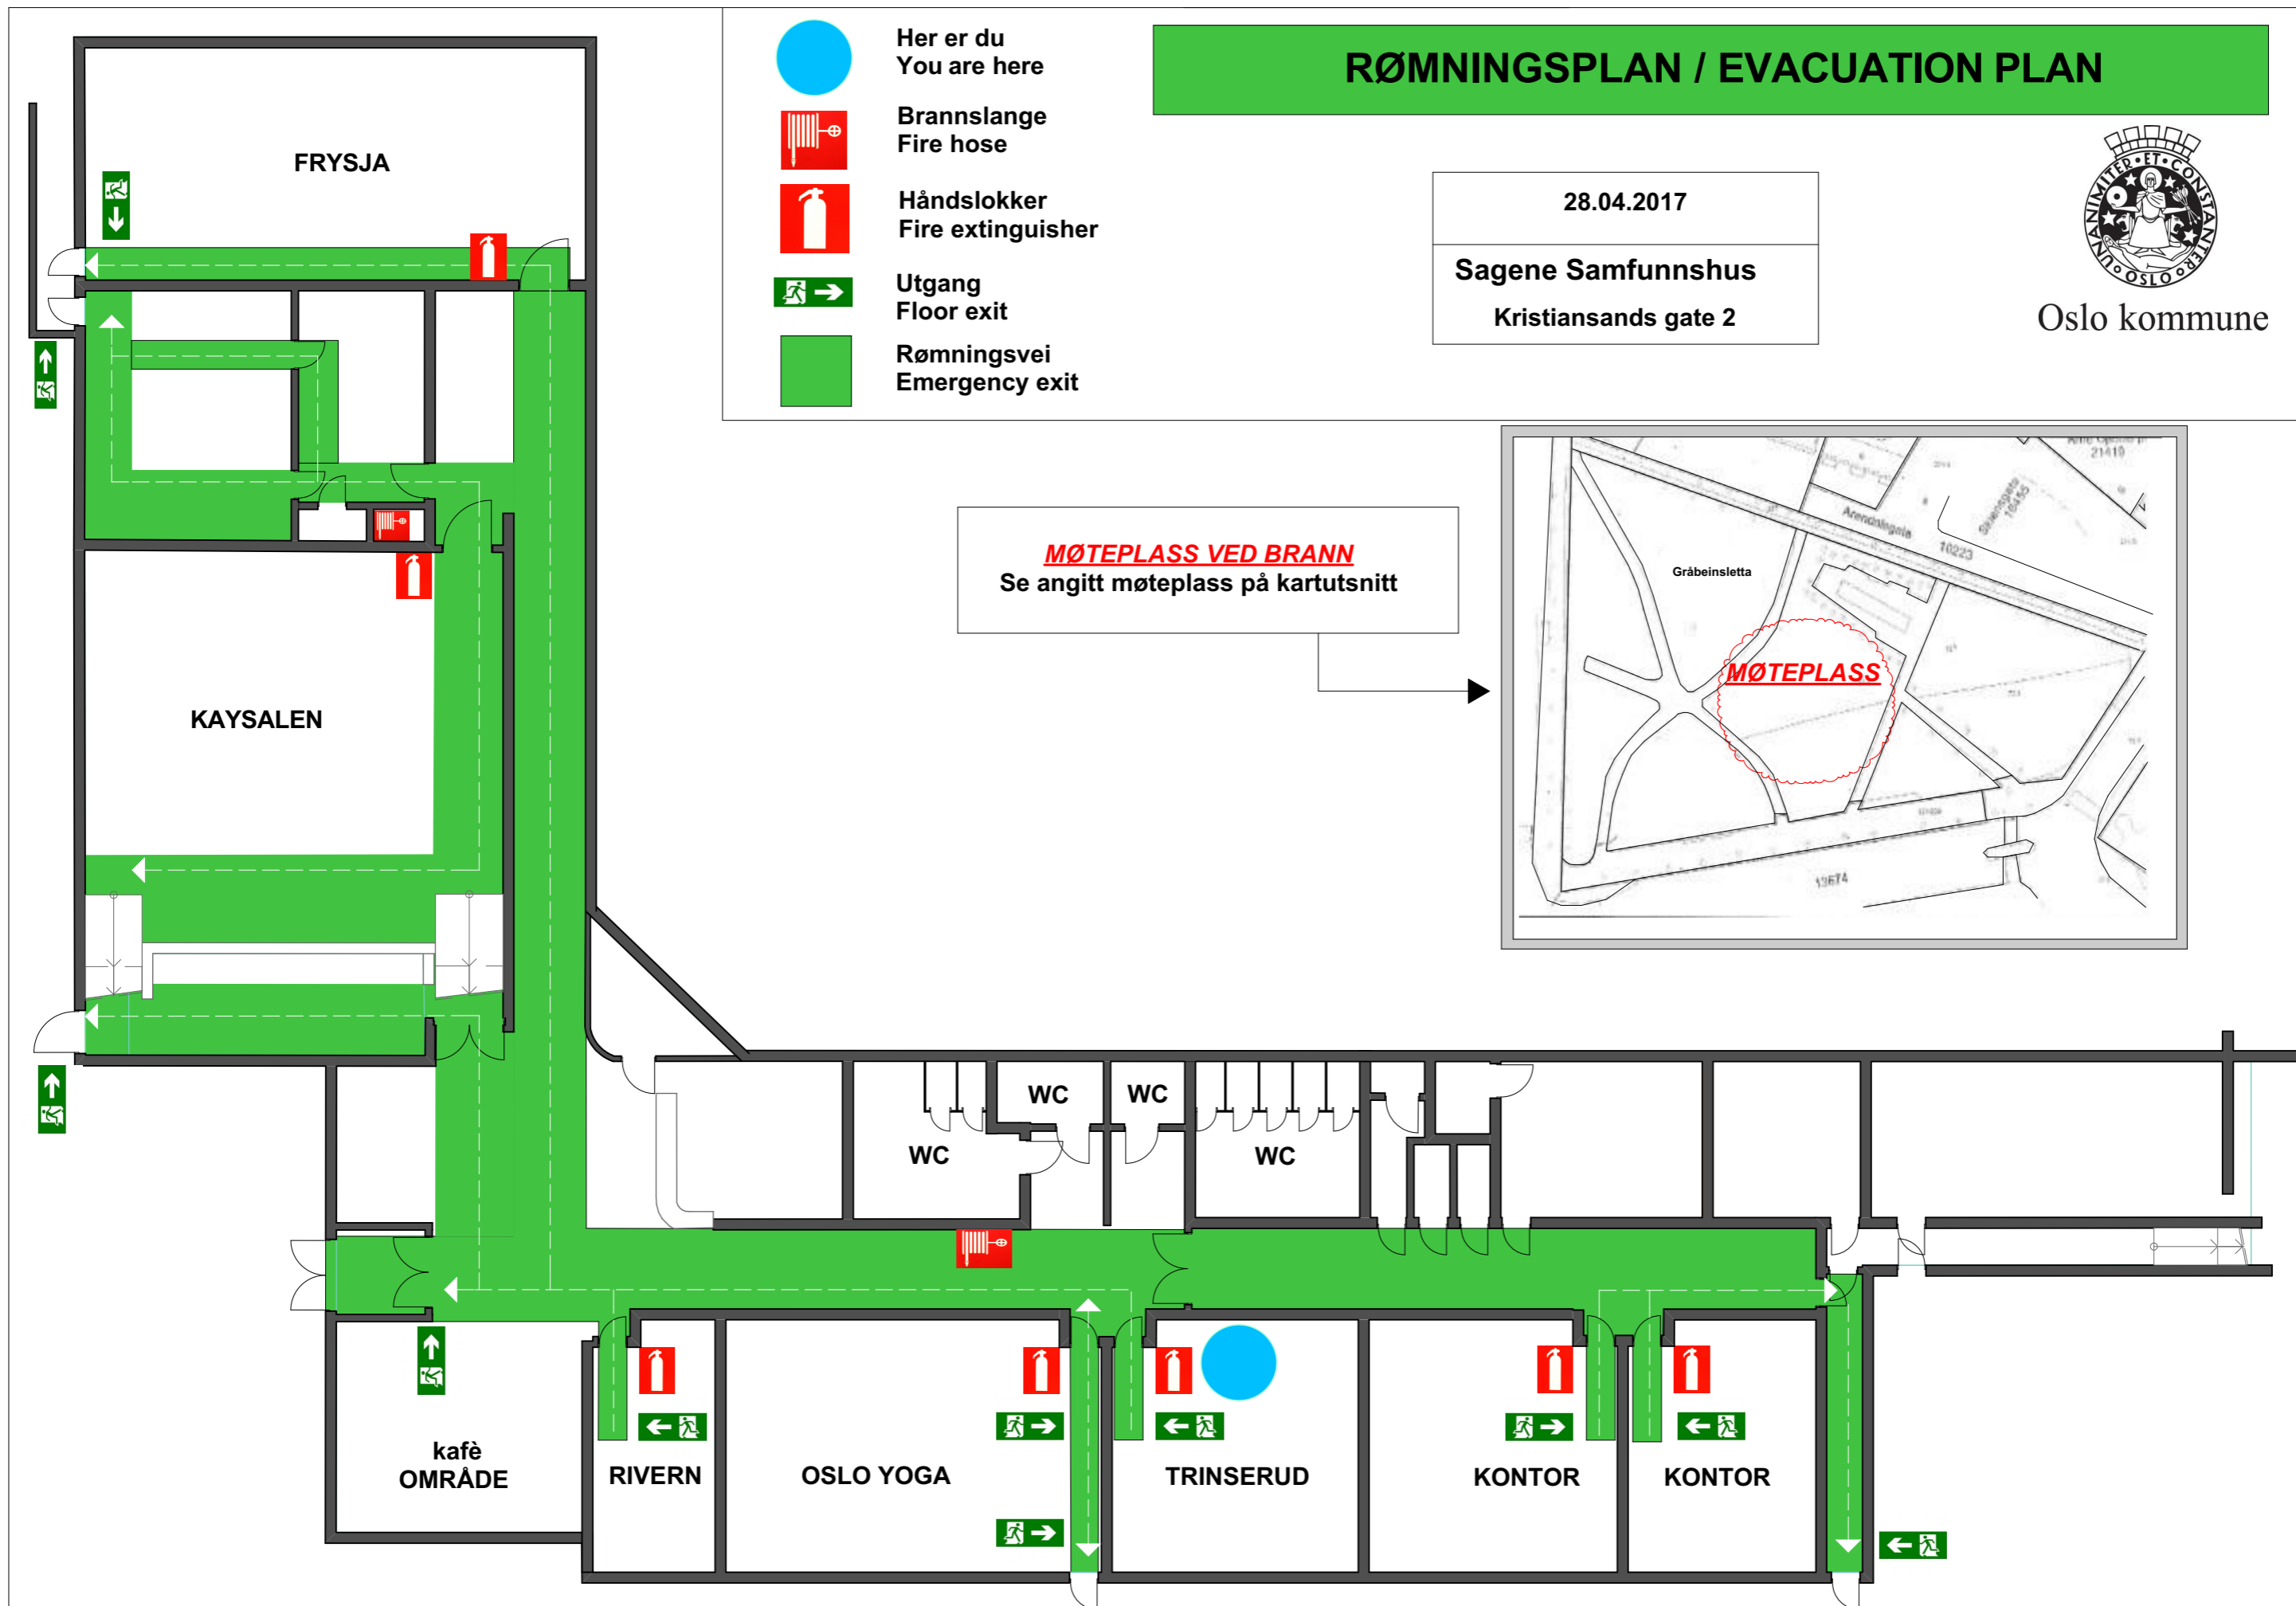 Her er du
You are here
Brannslange
Fire hose
Håndslokker
Fire extinguisher
Utgang
Floor exit
Rømningsvei
Emergency exit
RØMNINGSPLAN / EVACUATION PLAN
28.04.2017
Sagene Samfunnshus
Kristiansands gate 2
UNANIMITER·ET·CONSTANTER
OSLO
Oslo kommune
MØTEPLASS VED BRANN
Se angitt møteplass på kartutsnitt
21419
10223
Gråbeinsletta
MØTEPLASS
13674
FRYSJA
KAYSALEN
WC
WC
WC
WC
kafè
OMRÅDE
RIVERN
OSLO YOGA
TRINSERUD
KONTOR
KONTOR